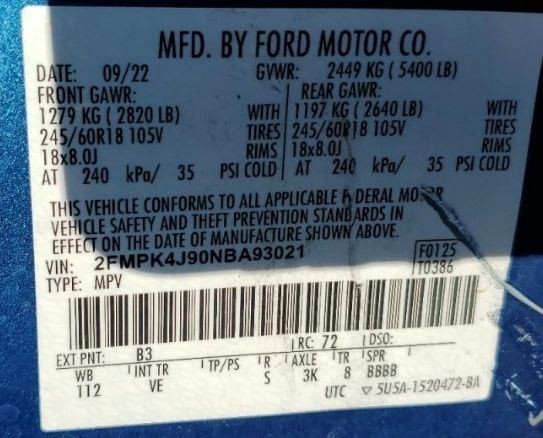 MFD. BY FORD MOTOR CO.
DATE: 09/22 GVWR: 2449 KG (5400 LB)
FRONT GAWR: REAR GAWR:
1279 KG (2820 LB) WITH 1197 KG (2640 LB) WITH
245/60R18 105V TIRES 245/60R18 105V TIRES
18x8.0J RIMS 18x8.0J RIMS
AT 240 kPa/ 35 PSI COLD AT 240 kPa/ 35 PSI COLD
THIS VEHICLE CONFORMS TO ALL APPLICABLE FEDERAL MOTOR
VEHICLE SAFETY AND THEFT PREVENTION STANDARDS IN
EFFECT ON THE DATE OF MANUFACTURE SHOWN ABOVE.
VIN: 2FMPK4J90NBA93021 F0125
TYPE: MPV T0386
EXT PNT: B3 RC: 72 DSO:
WB INT TR TP/PS R AXLE TR SPR
112 VE S 3K 8 BBBB
UTC ▽ 5U5A-1520472-BA